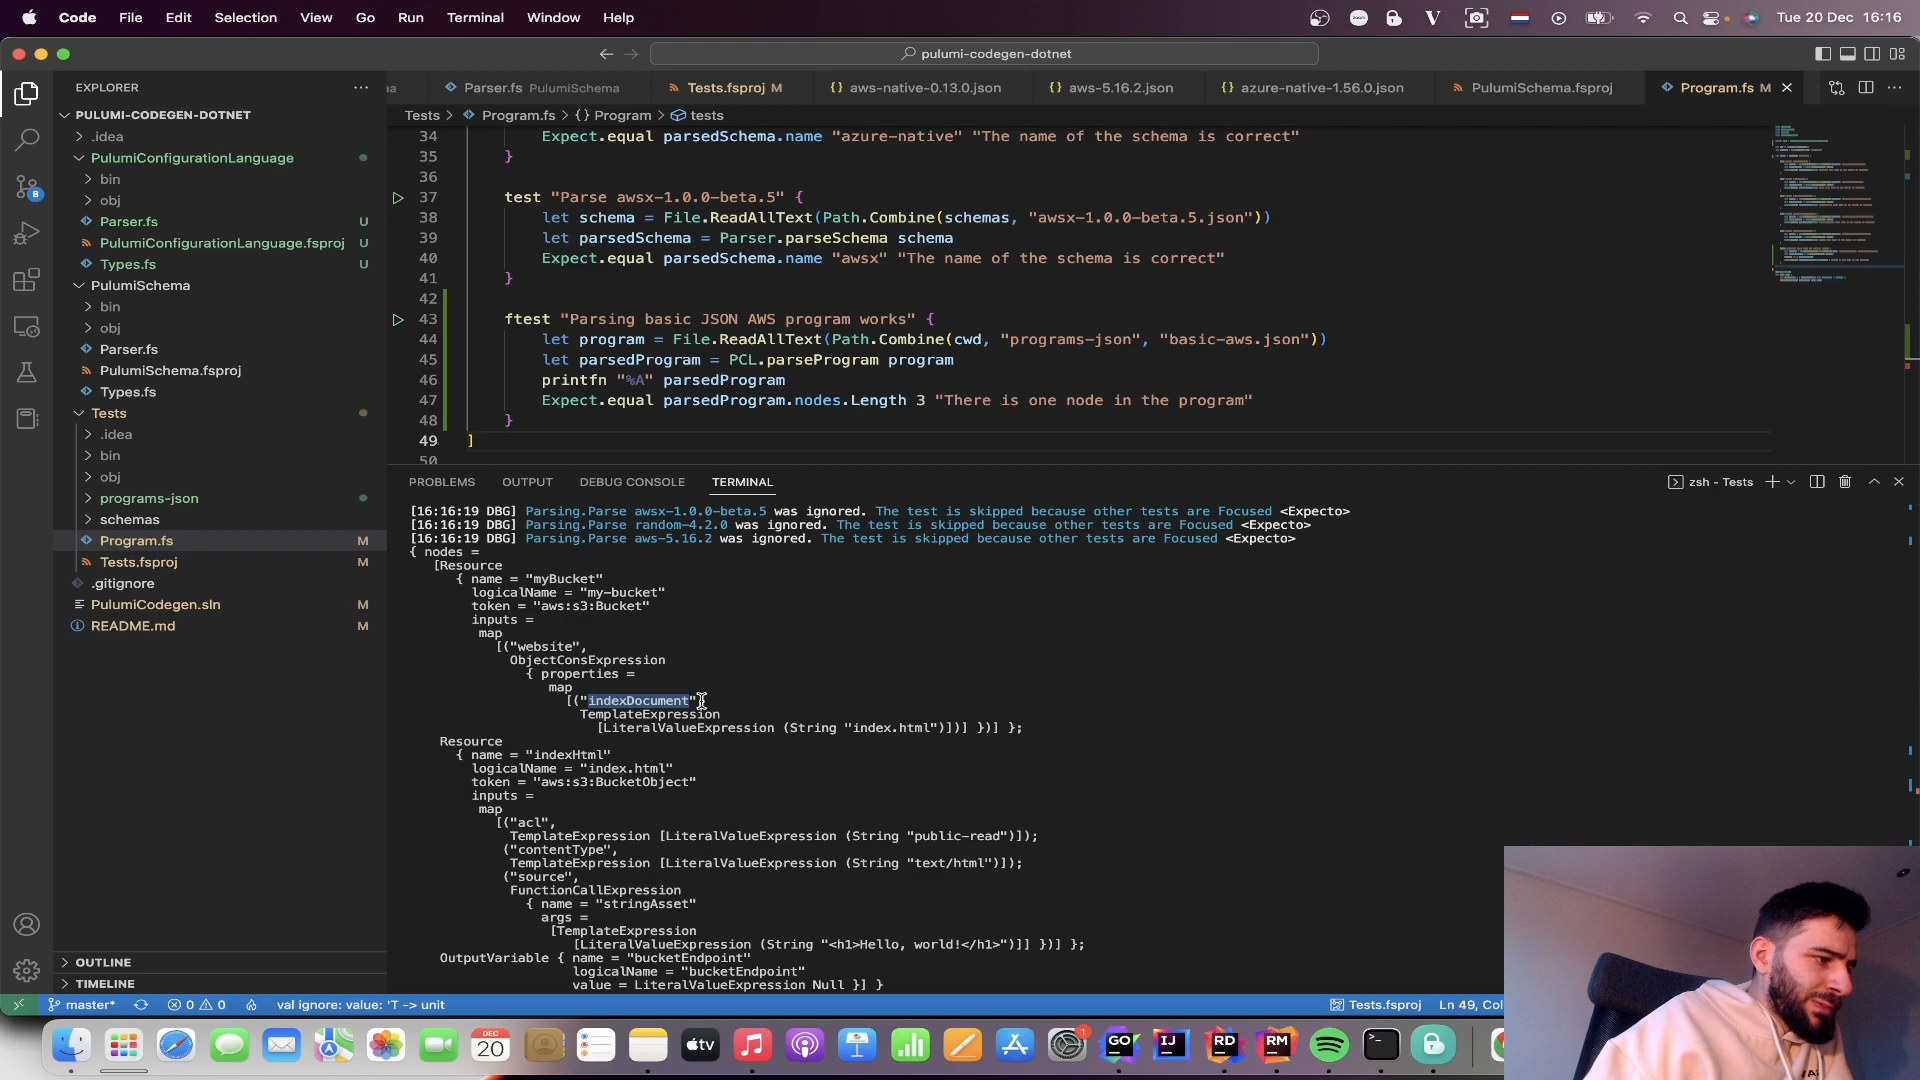 Code File Edit Selection View Go Run Terminal Window Help
Tue 20 Dec 16:16
pulumi-codegen-dotnet
EXPLORER
PULUMI-CODEGEN-DOTNET
.idea
PulumiConfigurationLanguage
bin
obj
Parser.fs U
PulumiConfigurationLanguage.fsproj U
Types.fs U
PulumiSchema
bin
obj
Parser.fs
PulumiSchema.fsproj
Types.fs
Tests
.idea
bin
obj
programs-json
schemas
Program.fs M
Tests.fsproj M
.gitignore
PulumiCodegen.sln M
README.md M
OUTLINE
TIMELINE
8
Parser.fs PulumiSchema Tests.fsproj M aws-native-0.13.0.json aws-5.16.2.json azure-native-1.56.0.json PulumiSchema.fsproj Program.fs M
Tests > Program.fs > {} Program > tests
34 Expect.equal parsedSchema.name "azure-native" "The name of the schema is correct"
35 }
36
37 test "Parse awsx-1.0.0-beta.5" {
38 let schema = File.ReadAllText(Path.Combine(schemas, "awsx-1.0.0-beta.5.json"))
39 let parsedSchema = Parser.parseSchema schema
40 Expect.equal parsedSchema.name "awsx" "The name of the schema is correct"
41 }
42
43 ftest "Parsing basic JSON AWS program works" {
44 let program = File.ReadAllText(Path.Combine(cwd, "programs-json", "basic-aws.json"))
45 let parsedProgram = PCL.parseProgram program
46 printfn "%A" parsedProgram
47 Expect.equal parsedProgram.nodes.Length 3 "There is one node in the program"
48 }
49 ]
50
PROBLEMS OUTPUT DEBUG CONSOLE TERMINAL
zsh - Tests
[16:16:19 DBG] Parsing.Parse awsx-1.0.0-beta.5 was ignored. The test is skipped because other tests are Focused <Expecto>
[16:16:19 DBG] Parsing.Parse random-4.2.0 was ignored. The test is skipped because other tests are Focused <Expecto>
[16:16:19 DBG] Parsing.Parse aws-5.16.2 was ignored. The test is skipped because other tests are Focused <Expecto>
{ nodes =
[Resource
{ name = "myBucket"
logicalName = "my-bucket"
token = "aws:s3:Bucket"
inputs =
map
[("website",
ObjectConsExpression
{ properties =
map
[("indexDocument",
TemplateExpression
[LiteralValueExpression (String "index.html")])] })] };
Resource
{ name = "indexHtml"
logicalName = "index.html"
token = "aws:s3:BucketObject"
inputs =
map
[("acl",
TemplateExpression [LiteralValueExpression (String "public-read")]);
("contentType",
TemplateExpression [LiteralValueExpression (String "text/html")]);
("source",
FunctionCallExpression
{ name = "stringAsset"
args =
[TemplateExpression
[LiteralValueExpression (String "<h1>Hello, world!</h1>")]] })] };
OutputVariable { name = "bucketEndpoint"
logicalName = "bucketEndpoint"
value = LiteralValueExpression Null }] }
master* 0 0 val ignore: value: 'T -> unit
Tests.fsproj Ln 49, Col
DEC
20
tv
1
GO
IJ
RD
RM